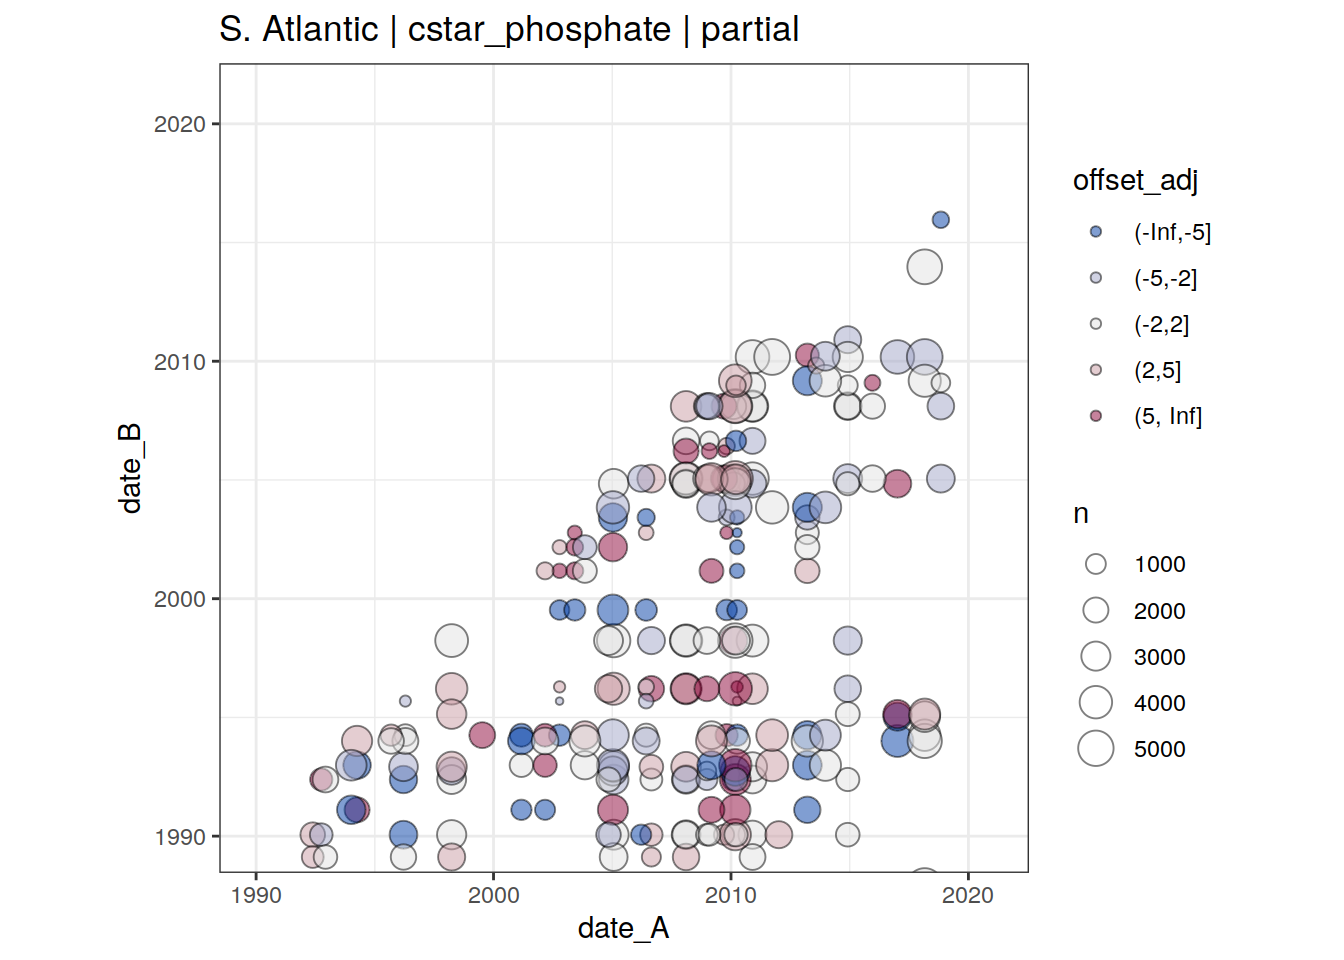 S. Atlantic | cstar_phosphate | partial
2020
2010
2000
1990
1990
2000
2010
2020
date_A
date_B
offset_adj
(-Inf,-5]
(-5,-2]
(-2,2]
(2,5]
(5, Inf]
n
1000
2000
3000
4000
5000